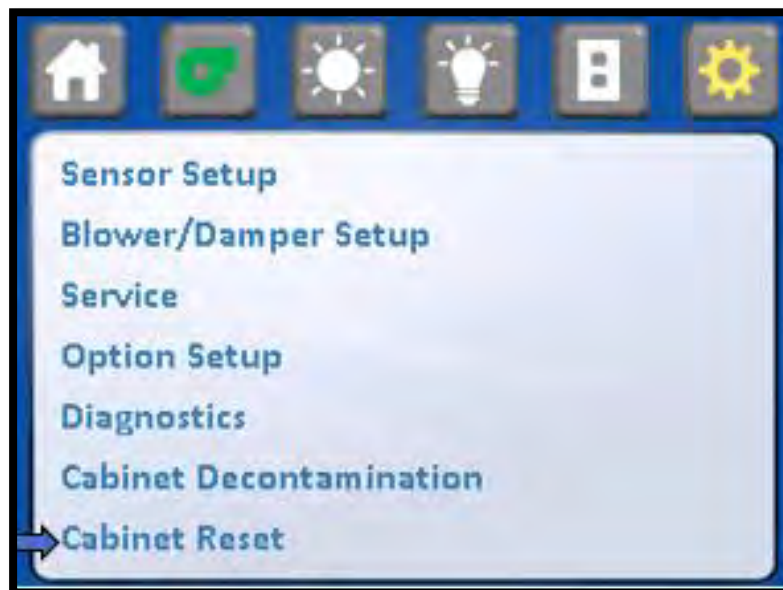 Sensor Setup
Blower/Damper Setup
Service
Option Setup
Diagnostics
Cabinet Decontamination
Cabinet Reset